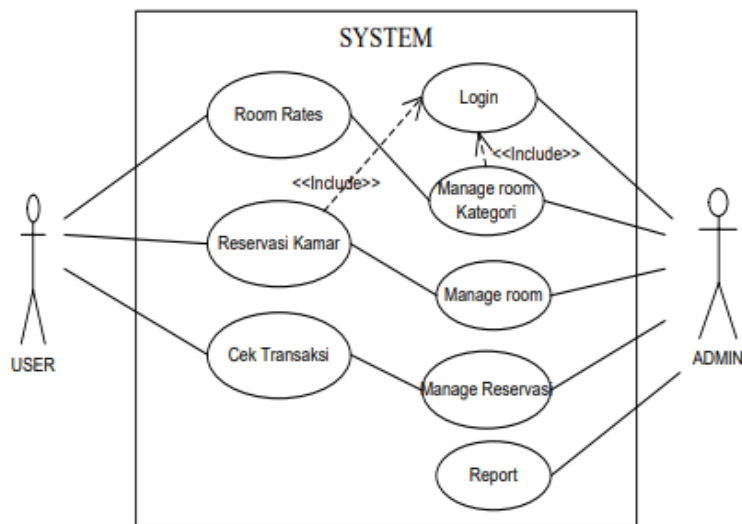 SYSTEM
Login
Room Rates
<<Include>>
<<Include>>
Manage room
Kategori
Reservasi Kamar
Manage room
Cek Transaksi
USER
ADMIN
Manage Reservasi
Report